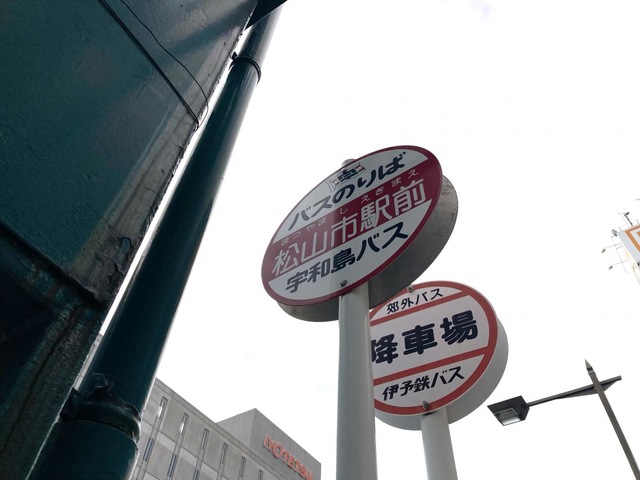 バスのりば
まつやま し えきまえ
松山市駅前
宇和島バス
郊外バス
降車場
伊予鉄バス